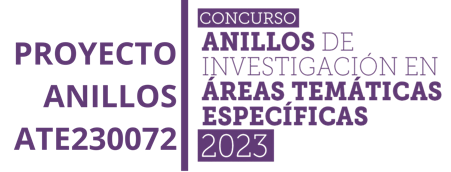 PROYECTO
ANILLOS
ATE230072
CONCURSO
ANILLOS DE
INVESTIGACIÓN EN
ÁREAS TEMÁTICAS
ESPECÍFICAS
2023